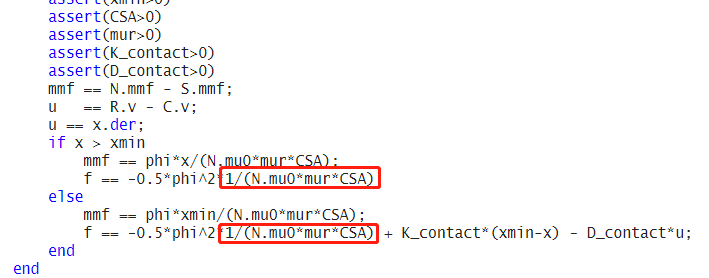 assert(xmin>0)
assert(CSA>0)
assert(mur>0)
assert(K_contact>0)
assert(D_contact>0)
mmf == N.mmf - S.mmf;
u   == R.v - C.v;
u == x.der;
if x > xmin
mmf == phi*x/(N.mu0*mur*CSA);
f == -0.5*phi^2*1/(N.mu0*mur*CSA)
else
mmf == phi*xmin/(N.mu0*mur*CSA);
f == -0.5*phi^2*1/(N.mu0*mur*CSA) + K_contact*(xmin-x) - D_contact*u;
end
end